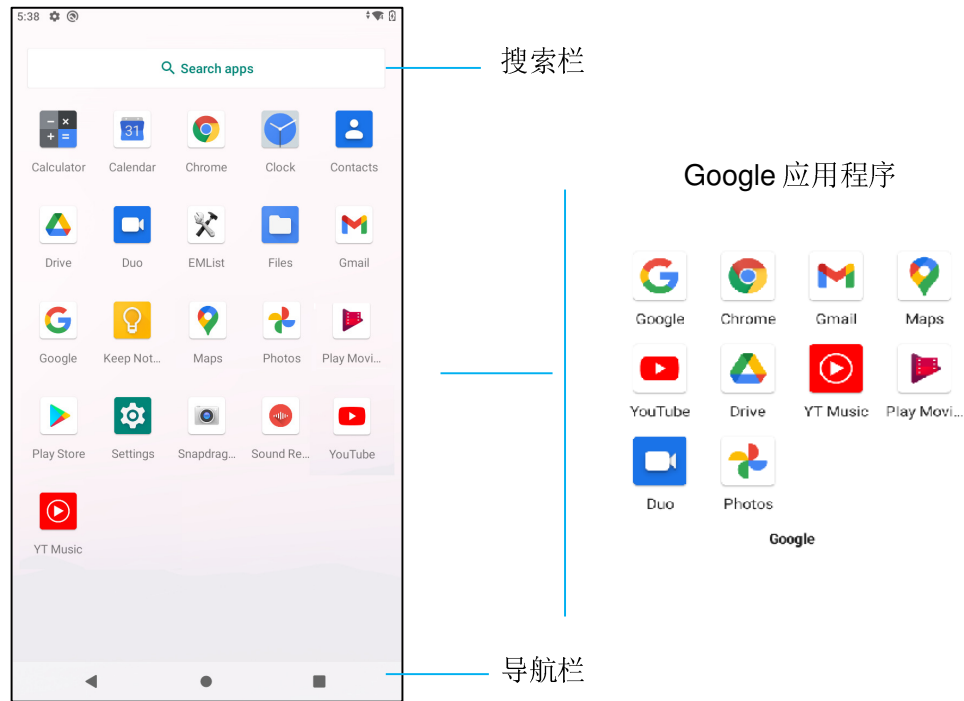 5:38
Search apps
搜索栏
Calculator Calendar Chrome Clock Contacts
31
Drive Duo EMList Files Gmail
Google Keep Not... Maps Photos Play Movi...
Play Store Settings Snapdrag... Sound Re... YouTube
YT Music
Google 应用程序
Google Chrome Gmail Maps
YouTube Drive YT Music Play Movi...
Duo Photos
Google
导航栏